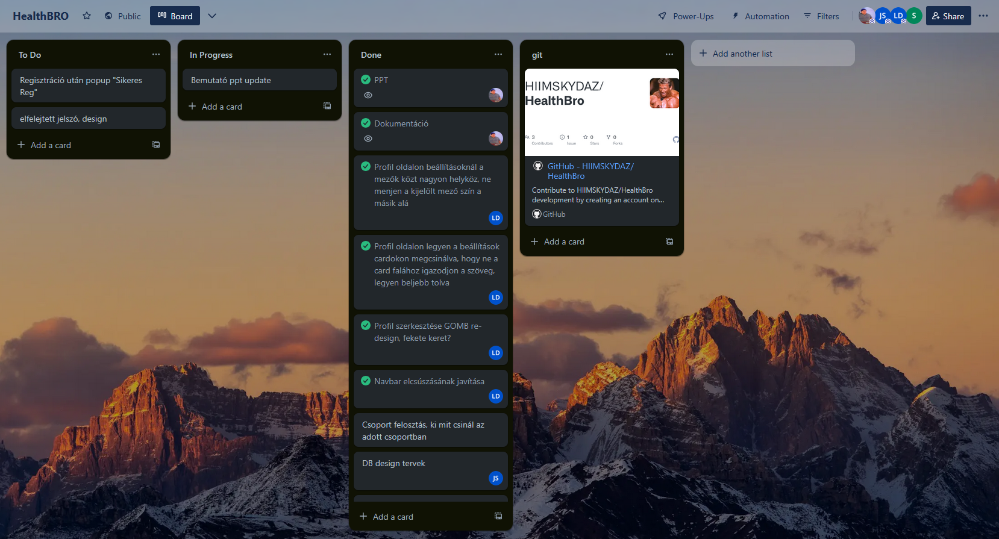 HealthBRO
Public
Board
Power-Ups
Automation
Filters
JS
LD
S
Share
To Do
Regisztráció után popup "Sikeres
Reg"
elfelejtett jelszó, design
Add a card
In Progress
Bemutató ppt update
Add a card
Done
PPT
Dokumentáció
Profil oldalon beállításoknál a
mezők közt nagyon helyköz, ne
menjen a kijelölt mező szín a
másik alá
LD
Profil oldalon legyen a beállítások
cardokon megcsinálva, hogy ne a
card falához igazodjon a szöveg,
legyen beljebb tolva
LD
Profil szerkesztése GOMB re-
design, fekete keret?
LD
Navbar elcsúszásának javítása
LD
Csoport felosztás, ki mit csinál az
adott csoportban
DB design tervek
JS
Add a card
git
HIIMSKYDAZ/
HealthBro
3 1 0 0
Contributors Issue Stars Forks
GitHub - HIIMSKYDAZ/
HealthBro
Contribute to HIIMSKYDAZ/HealthBro
development by creating an account on...
GitHub
Add a card
Add another list